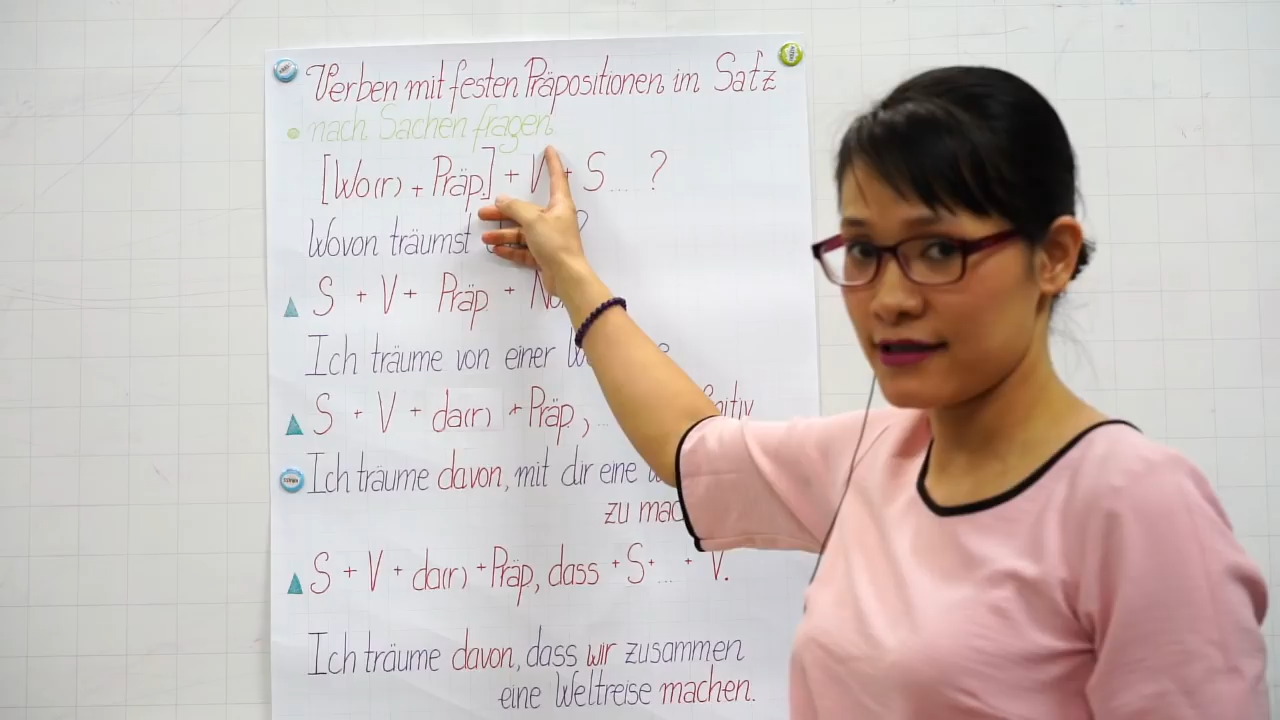 Verben mit festen Präpositionen im Satz
nach Sachen fragen
[Wo(r) + Präp.] + V + S .... ?
Wovon träumst ?
S + V + Präp +
Ich träume von einer
S + V + da(r) + Präp, ...
Ich träume davon, mit dir eine
zu
S + V + da(r) + Präp, dass + S + ... + V.
Ich träume davon, dass wir zusammen
eine Weltreise machen.